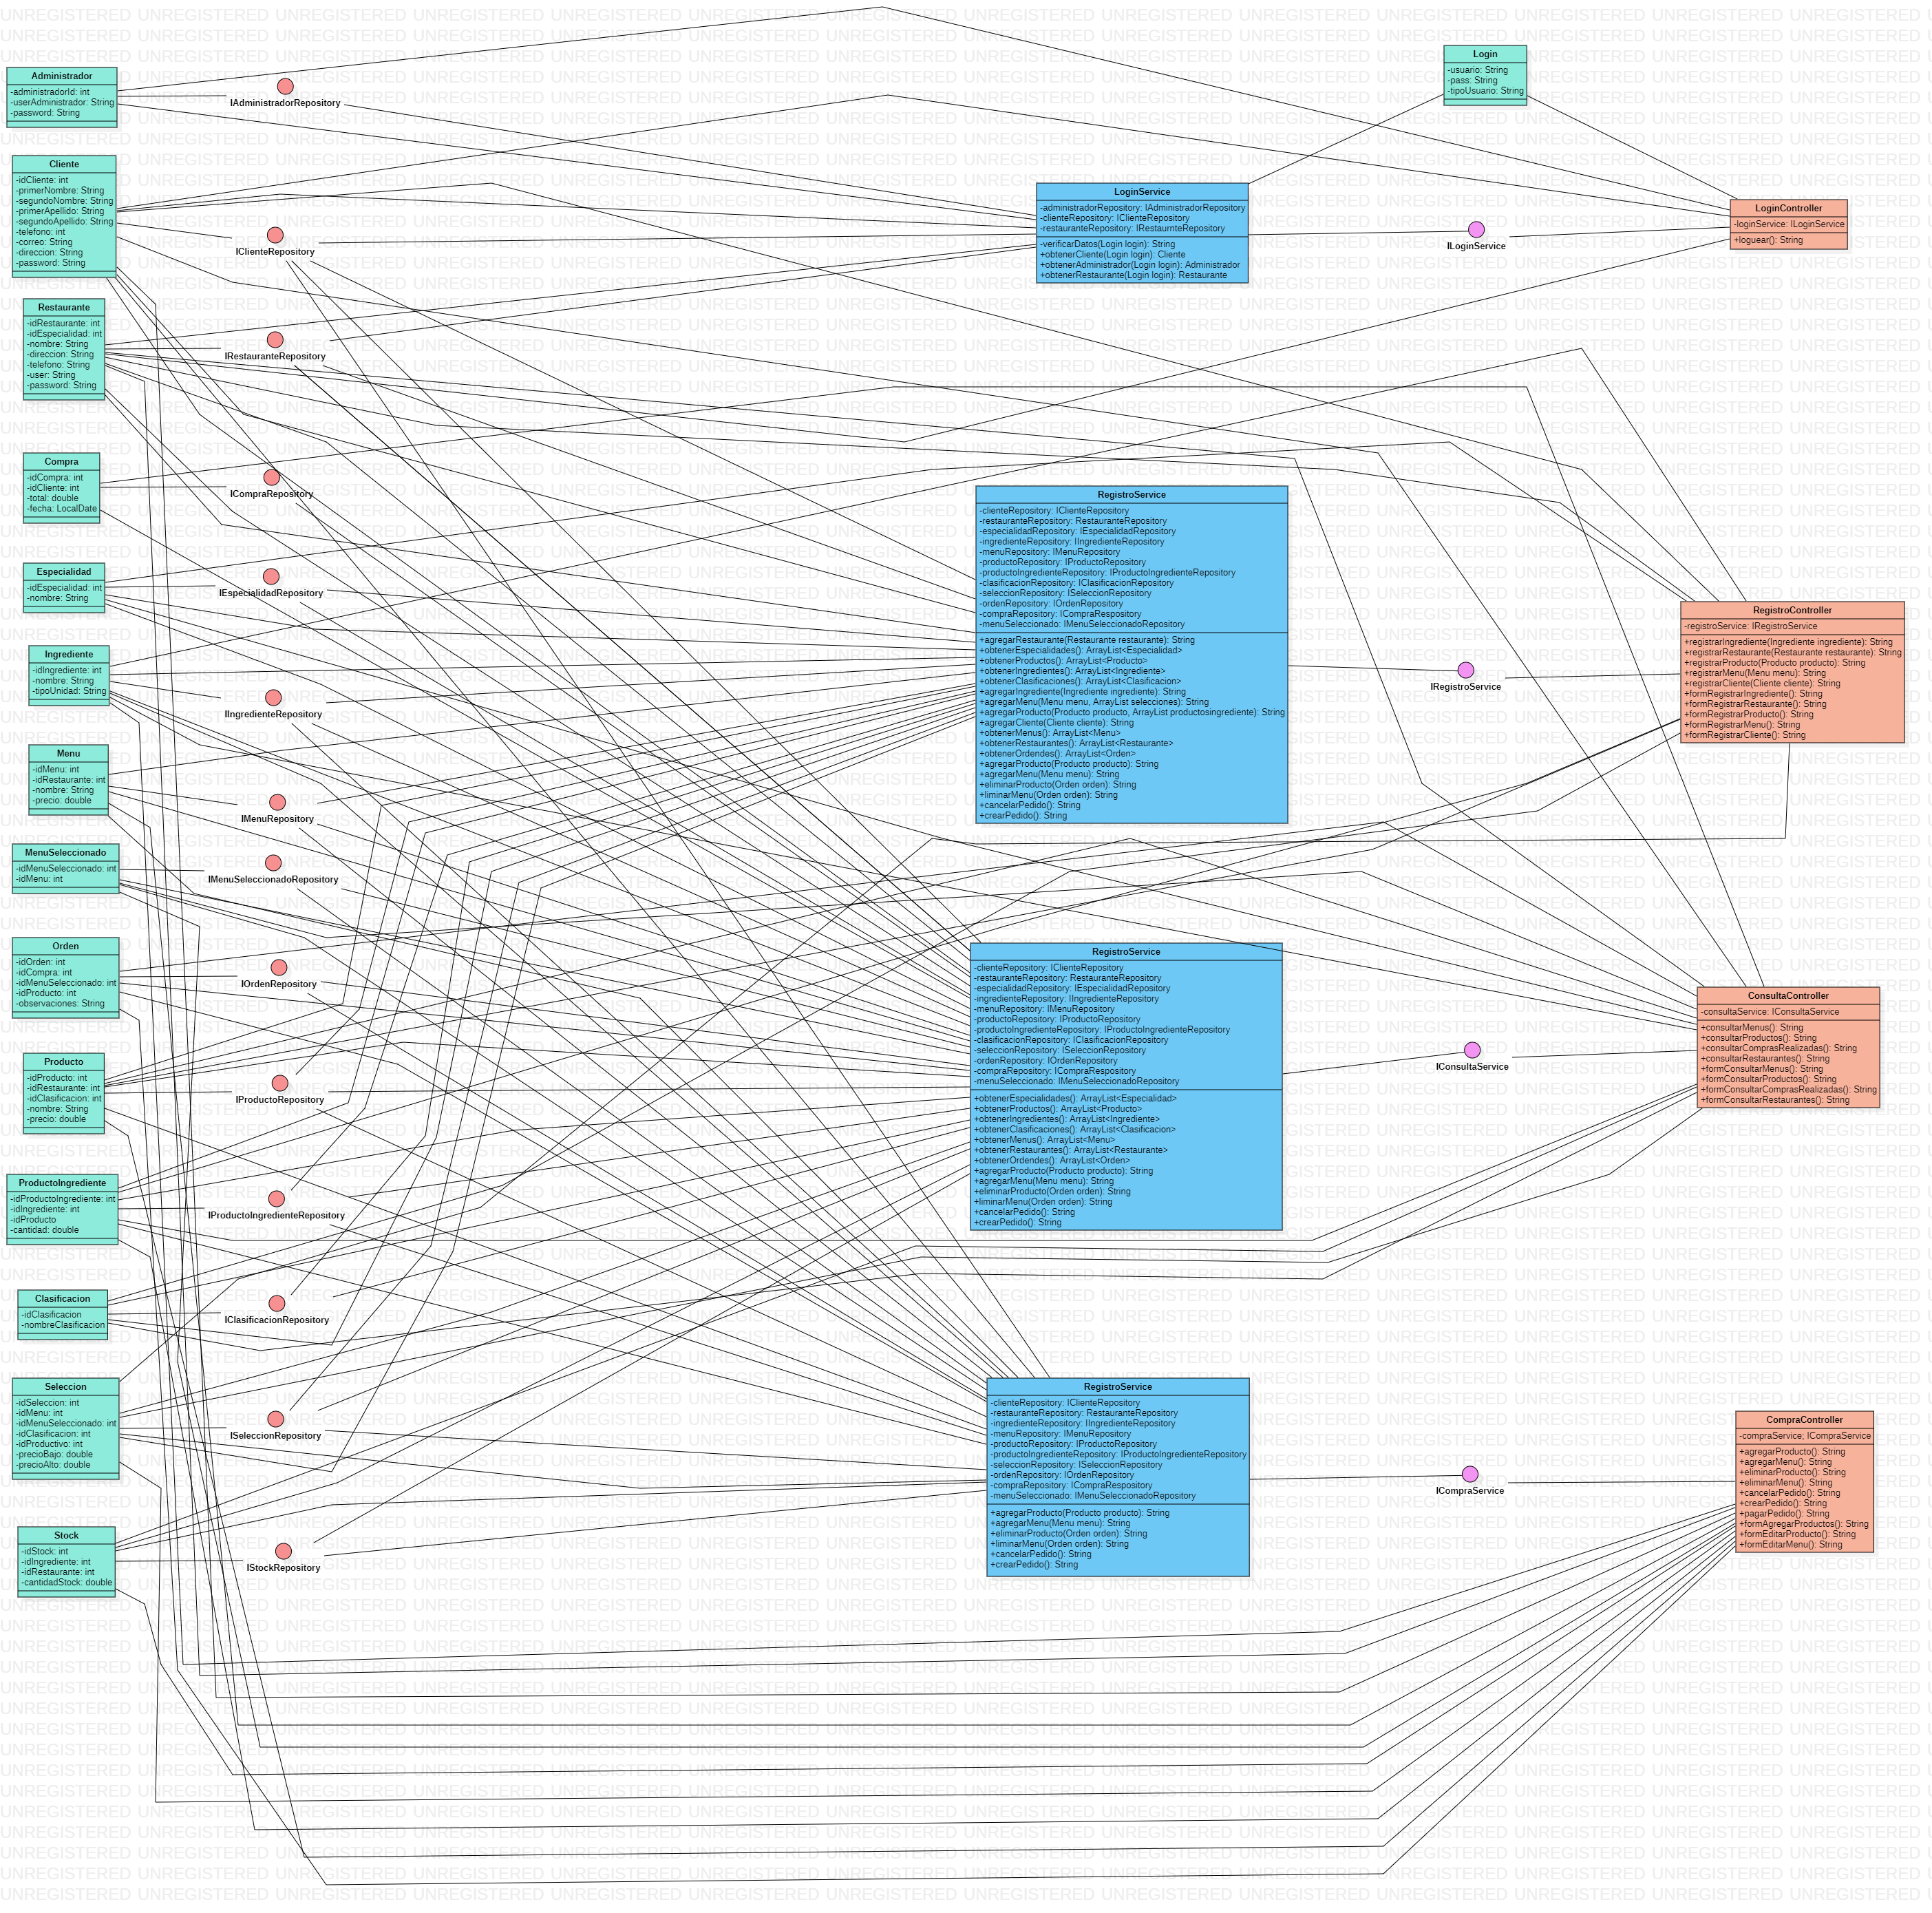 UNREGISTERED
Administrador
-administradorId: int
-userAdministrador: String
-password: String
Cliente
-idCliente: int
-primerNombre: String
-segundoNombre: String
-primerApellido: String
-segundoApellido: String
-telefono: int
-correo: String
-direccion: String
-password: String
Restaurante
-idRestaurante: int
-idEspecialidad: int
-nombre: String
-direccion: String
-telefono: String
-user: String
-password: String
Compra
-idCompra: int
-idCliente: int
-total: double
-fecha: LocalDate
Especialidad
-idEspecialidad: int
-nombre: String
Ingrediente
-idIngrediente: int
-nombre: String
-tipoUnidad: String
Menu
-idMenu: int
-idRestaurante: int
-nombre: String
-precio: double
MenuSeleccionado
-idMenuSeleccionado: int
-idMenu: int
Orden
-idOrden: int
-idCompra: int
-idMenuSeleccionado: int
-idProducto: int
-observaciones: String
Producto
-idProducto: int
-idRestaurante: int
-idClasificacion: int
-nombre: String
-precio: double
ProductoIngrediente
-idProductoIngrediente: int
-idIngrediente: int
-idProducto
-cantidad: double
Clasificacion
-idClasificacion
-nombreClasificacion
Seleccion
-idSeleccion: int
-idMenu: int
-idMenuSeleccionado: int
-idClasificacion: int
-idProductivo: int
-precioBajo: double
-precioAlto: double
Stock
-idStock: int
-idIngrediente: int
-idRestaurante: int
-cantidadStock: double
IAdministradorRepository
IClienteRepository
IRestauranteRepository
ICompraRepository
IEspecialidadRepository
IIngredienteRepository
IMenuRepository
IMenuSeleccionadoRepository
IOrdenRepository
IProductoRepository
IProductoIngredienteRepository
IClasificacionRepository
ISeleccionRepository
IStockRepository
LoginService
-administradorRepository: IAdministradorRepository
-clienteRepository: IClienteRepository
-restauranteRepository: IRestaurnteRepository
-verificarDatos(Login login): String
+obtenerCliente(Login login): Cliente
+obtenerAdministrador(Login login): Administrador
+obtenerRestaurante(Login login): Restaurante
RegistroService
-clienteRepository: IClienteRepository
-restauranteRepository: RestauranteRepository
-especialidadRepository: IEspecialidadRepository
-ingredienteRepository: IIngredienteRepository
-menuRepository: IMenuRepository
-productoRepository: IProductoRepository
-productoIngredienteRepository: IProductoIngredienteRepository
-clasificacionRepository: IClasificacionRepository
-seleccionRepository: ISeleccionRepository
-ordenRepository: IOrdenRepository
-compraRepository: ICompraRespository
-menuSeleccionado: IMenuSeleccionadoRepository
+agregarRestaurante(Restaurante restaurante): String
+obtenerEspecialidades(): ArrayList<Especialidad>
+obtenerProductos(): ArrayList<Producto>
+obtenerIngredientes(): ArrayList<Ingrediente>
+obtenerClasificaciones(): ArrayList<Clasificacion>
+agregarIngrediente(Ingrediente ingrediente): String
+agregarMenu(Menu menu, ArrayList selecciones): String
+agregarProducto(Producto producto, ArrayList productosingrediente): String
+agregarCliente(Cliente cliente): String
+obtenerMenus(): ArrayList<Menu>
+obtenerRestaurantes(): ArrayList<Restaurante>
+obtenerOrdendes(): ArrayList<Orden>
+agregarProducto(Producto producto): String
+agregarMenu(Menu menu): String
+eliminarProducto(Orden orden): String
+liminarMenu(Orden orden): String
+cancelarPedido(): String
+crearPedido(): String
RegistroService
-clienteRepository: IClienteRepository
-restauranteRepository: RestauranteRepository
-especialidadRepository: IEspecialidadRepository
-ingredienteRepository: IIngredienteRepository
-menuRepository: IMenuRepository
-productoRepository: IProductoRepository
-productoIngredienteRepository: IProductoIngredienteRepository
-clasificacionRepository: IClasificacionRepository
-seleccionRepository: ISeleccionRepository
-ordenRepository: IOrdenRepository
-compraRepository: ICompraRespository
-menuSeleccionado: IMenuSeleccionadoRepository
+obtenerEspecialidades(): ArrayList<Especialidad>
+obtenerProductos(): ArrayList<Producto>
+obtenerIngredientes(): ArrayList<Ingrediente>
+obtenerClasificaciones(): ArrayList<Clasificacion>
+obtenerMenus(): ArrayList<Menu>
+obtenerRestaurantes(): ArrayList<Restaurante>
+obtenerOrdendes(): ArrayList<Orden>
+agregarProducto(Producto producto): String
+agregarMenu(Menu menu): String
+eliminarProducto(Orden orden): String
+liminarMenu(Orden orden): String
+cancelarPedido(): String
+crearPedido(): String
RegistroService
-clienteRepository: IClienteRepository
-restauranteRepository: RestauranteRepository
-ingredienteRepository: IIngredienteRepository
-menuRepository: IMenuRepository
-productoRepository: IProductoRepository
-productoIngredienteRepository: IProductoIngredienteRepository
-seleccionRepository: ISeleccionRepository
-ordenRepository: IOrdenRepository
-compraRepository: ICompraRespository
-menuSeleccionado: IMenuSeleccionadoRepository
+agregarProducto(Producto producto): String
+agregarMenu(Menu menu): String
+eliminarProducto(Orden orden): String
+liminarMenu(Orden orden): String
+cancelarPedido(): String
+crearPedido(): String
Login
-usuario: String
-pass: String
-tipoUsuario: String
ILoginService
IRegistroService
IConsultaService
ICompraService
LoginController
-loginService: ILoginService
+loguear(): String
RegistroController
-registroService: IRegistroService
+registrarIngrediente(Ingrediente ingrediente): String
+registrarRestaurante(Restaurante restaurante): String
+registrarProducto(Producto producto): String
+registrarMenu(Menu menu): String
+registrarCliente(Cliente cliente): String
+formRegistrarIngrediente(): String
+formRegistrarRestaurante(): String
+formRegistrarProducto(): String
+formRegistrarMenu(): String
+formRegistrarCliente(): String
ConsultaController
-consultaService: IConsultaService
+consultarMenus(): String
+consultarProductos(): String
+consultarComprasRealizadas(): String
+consultarRestaurantes(): String
+formConsultarMenus(): String
+formConsultarProductos(): String
+formConsultarComprasRealizadas(): String
+formConsultarRestaurantes(): String
CompraController
-compraService; ICompraService
+agregarProducto(): String
+agregarMenu(): String
+eliminarProducto(): String
+eliminarMenu(): String
+cancelarPedido(): String
+crearPedido(): String
+pagarPedido(): String
+formAgregarProductos(): String
+formEditarProducto(): String
+formEditarMenu(): String